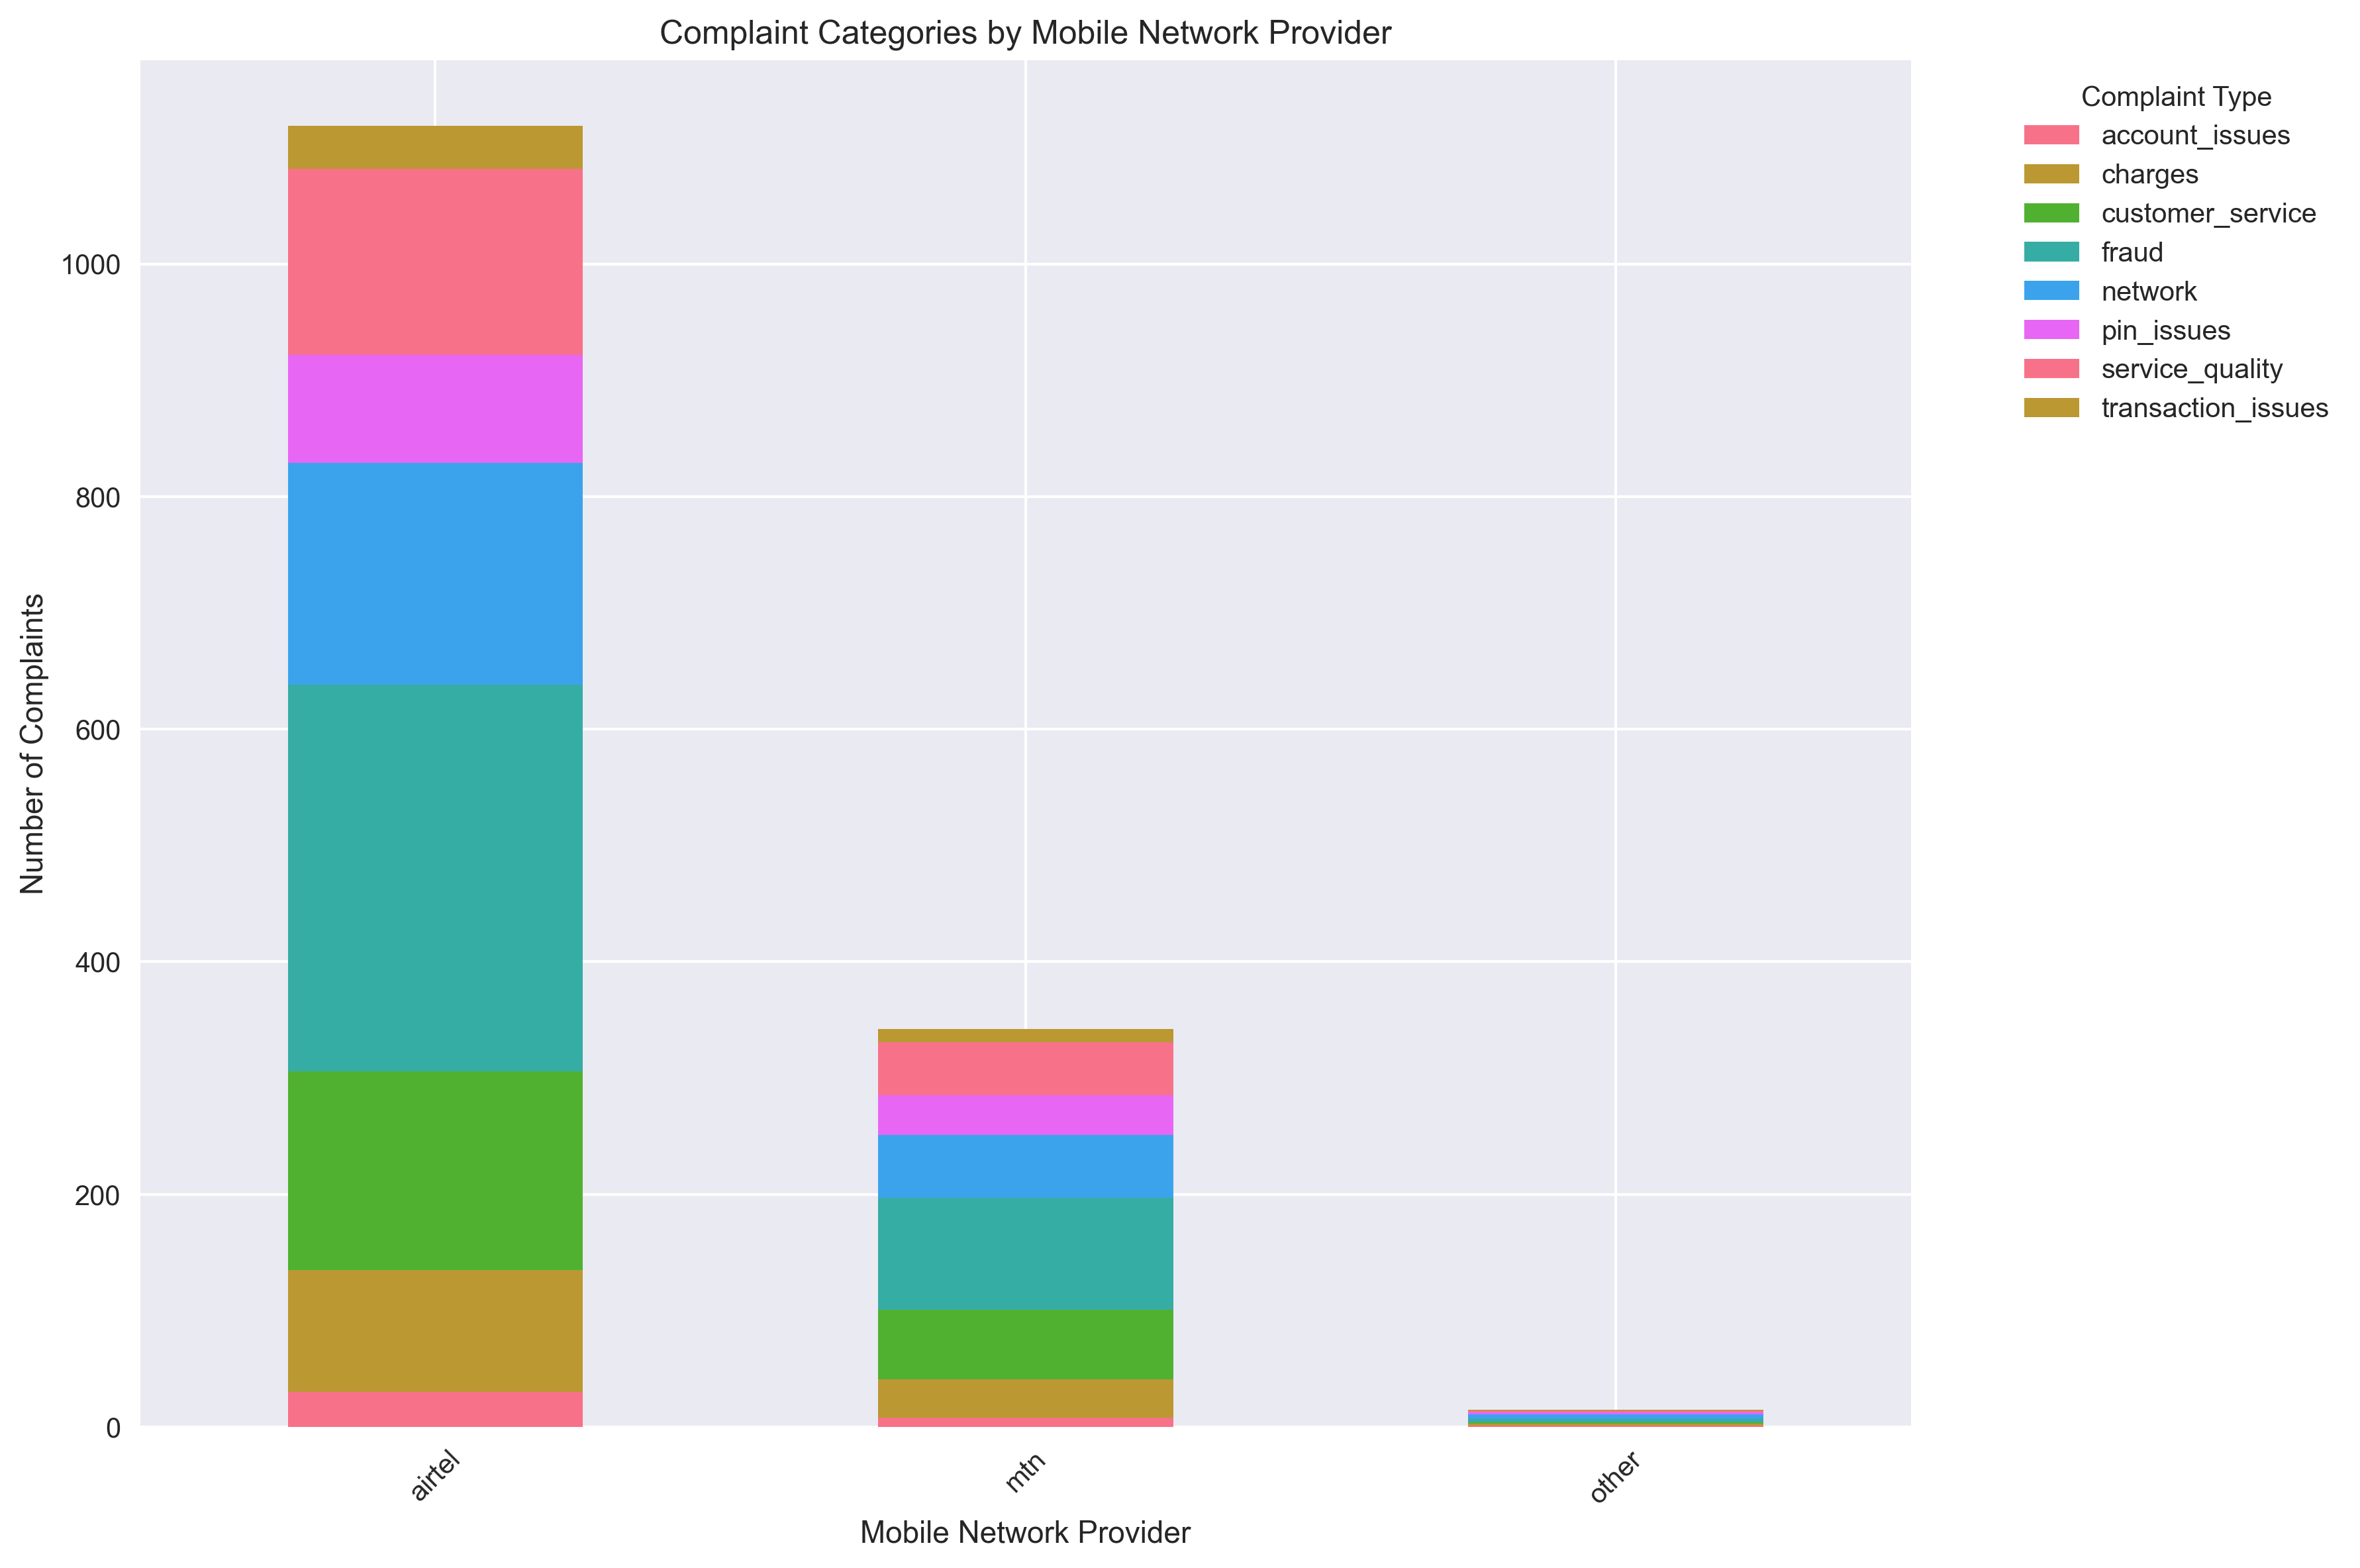 Complaint Categories by Mobile Network Provider
Complaint Type
account_issues
charges
customer_service
fraud
network
pin_issues
service_quality
transaction_issues
Number of Complaints
1000
800
600
400
200
0
airtel
mtn
other
Mobile Network Provider